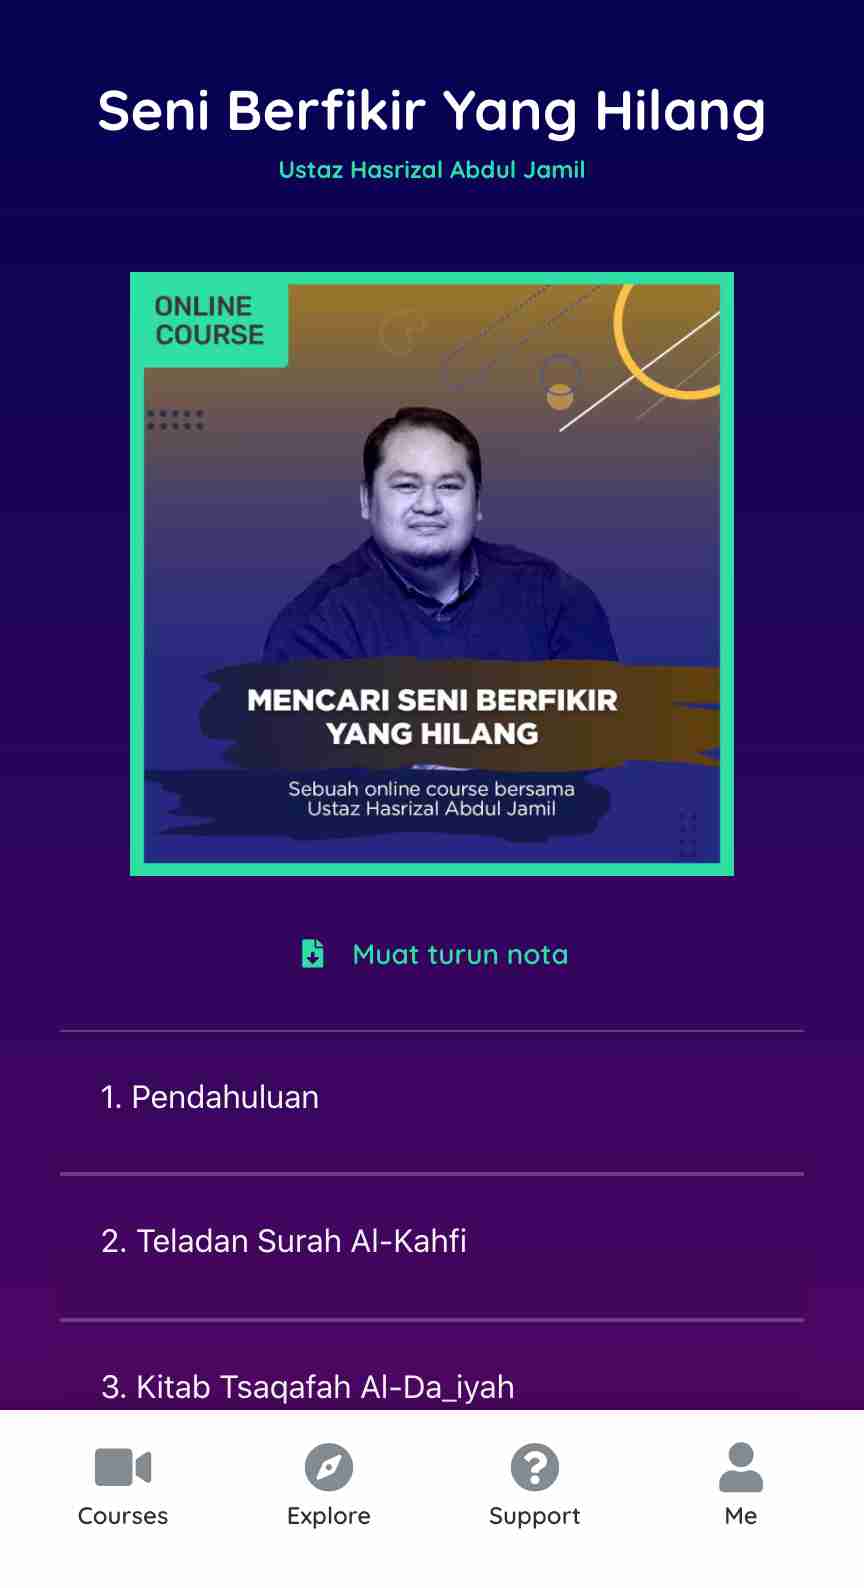 Seni Berfikir Yang Hilang
Ustaz Hasrizal Abdul Jamil
ONLINE
COURSE
MENCARI SENI BERFIKIR
YANG HILANG
Sebuah online course bersama
Ustaz Hasrizal Abdul Jamil
Muat turun nota
1. Pendahuluan
2. Teladan Surah Al-Kahfi
3. Kitab Tsaqafah Al-Da_iyah
Courses
Explore
Support
Me